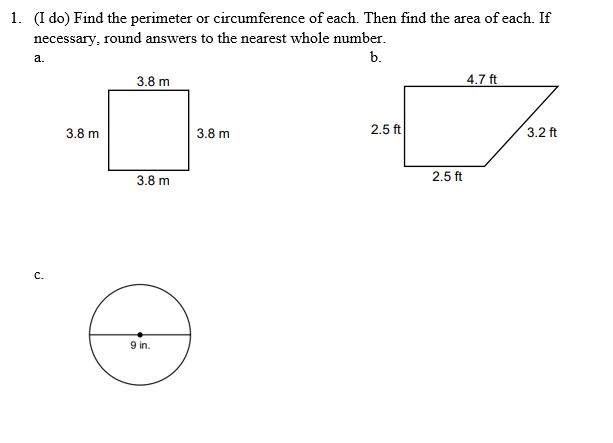 1. (I do) Find the perimeter or circumference of each. Then find the area of each. If
necessary, round answers to the nearest whole number.
a.
b.
3.8 m
3.8 m
3.8 m
3.8 m
4.7 ft
2.5 ft
3.2 ft
2.5 ft
c.
9 in.